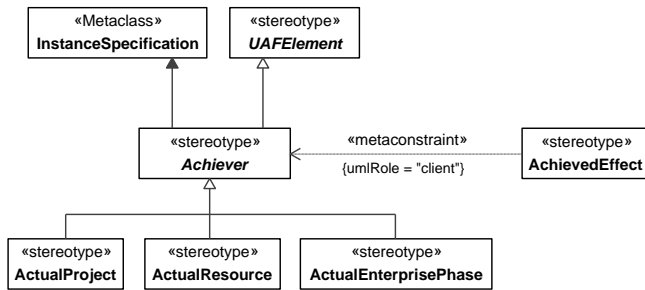 «Metaclass»
InstanceSpecification
«stereotype»
UAFElement
«stereotype»
Achiever
«metaconstraint»
{umlRole = "client"}
«stereotype»
AchievedEffect
«stereotype»
ActualProject
«stereotype»
ActualResource
«stereotype»
ActualEnterprisePhase